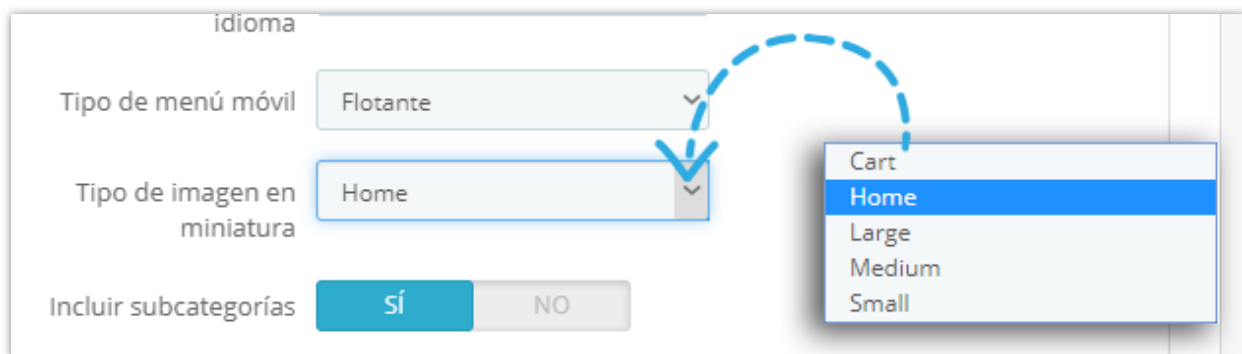 idioma
Tipo de menú móvil
Flotante
Tipo de imagen en
miniatura
Home
Incluir subcategorías
SÍ
NO
Cart
Home
Large
Medium
Small